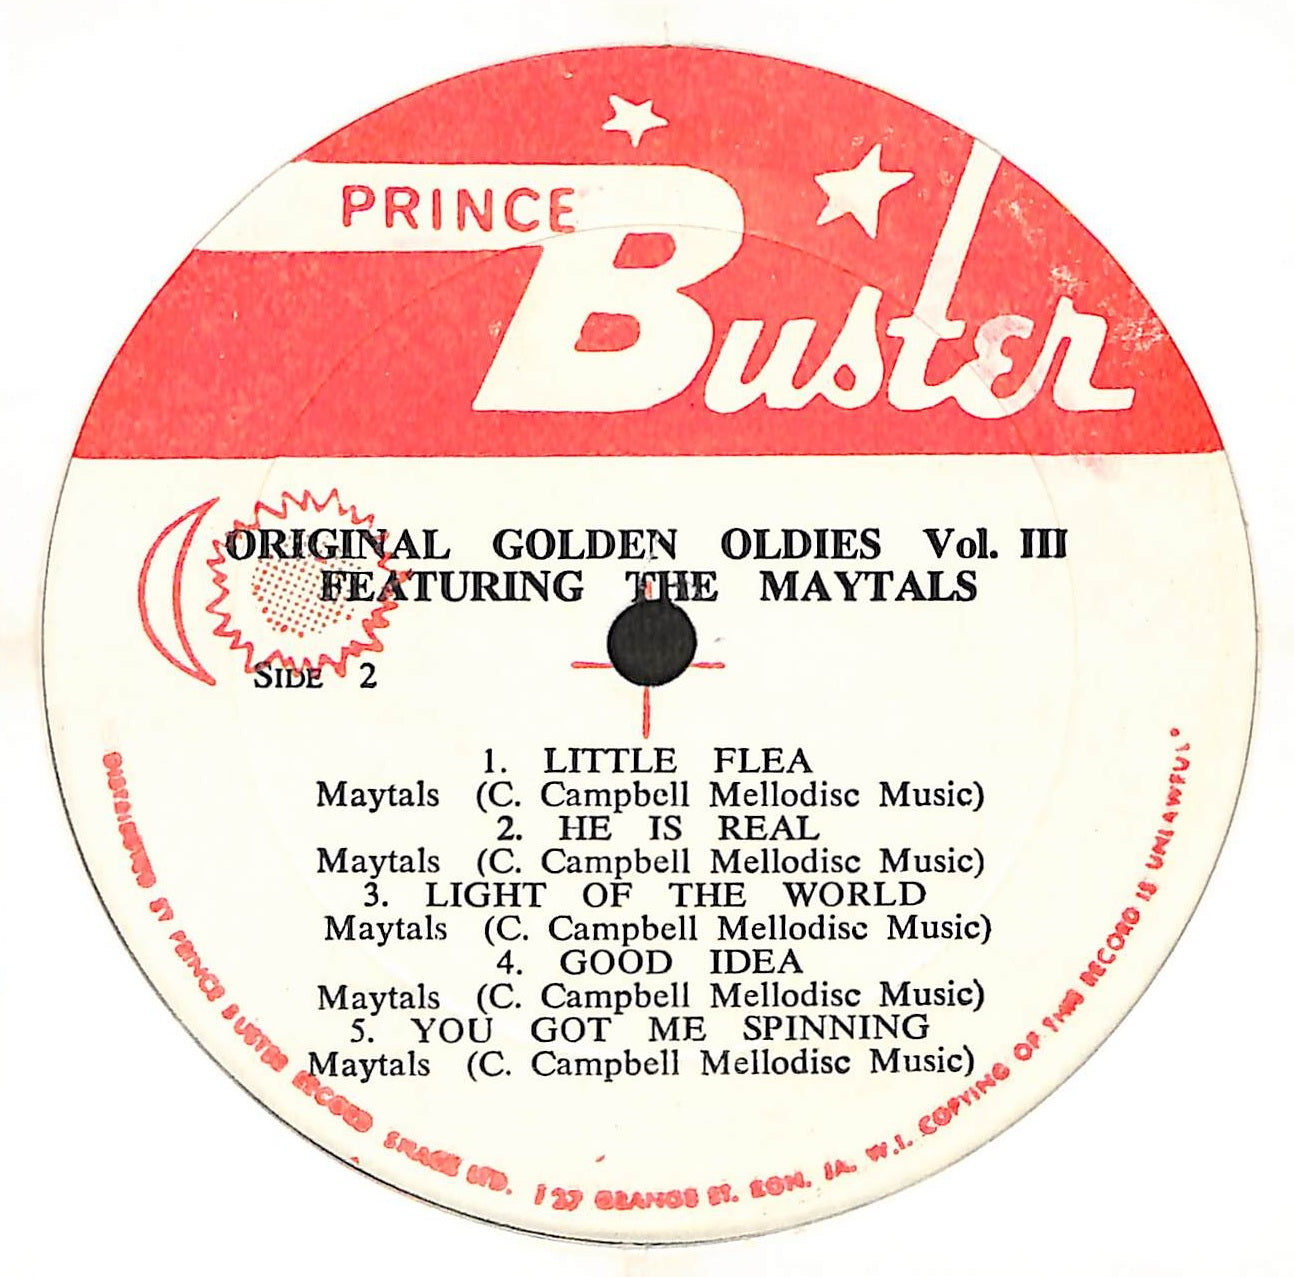 PRINCE
Buster
ORIGINAL GOLDEN OLDIES Vol. III
FEATURING THE MAYTALS
SIDE 2
1. LITTLE FLEA
Maytals (C. Campbell Mellodisc Music)
2. HE IS REAL
Maytals (C. Campbell Mellodisc Music)
3. LIGHT OF THE WORLD
Maytals (C. Campbell Mellodisc Music)
4. GOOD IDEA
Maytals (C. Campbell Mellodisc Music)
5. YOU GOT ME SPINNING
Maytals (C. Campbell Mellodisc Music)
DISTRIBUTED BY PRINCE BUSTER RECORD SHACK LTD. 127 ORANGE ST. KGN. JA. W.I. COPYING OF THIS RECORD IS UNLAWFUL